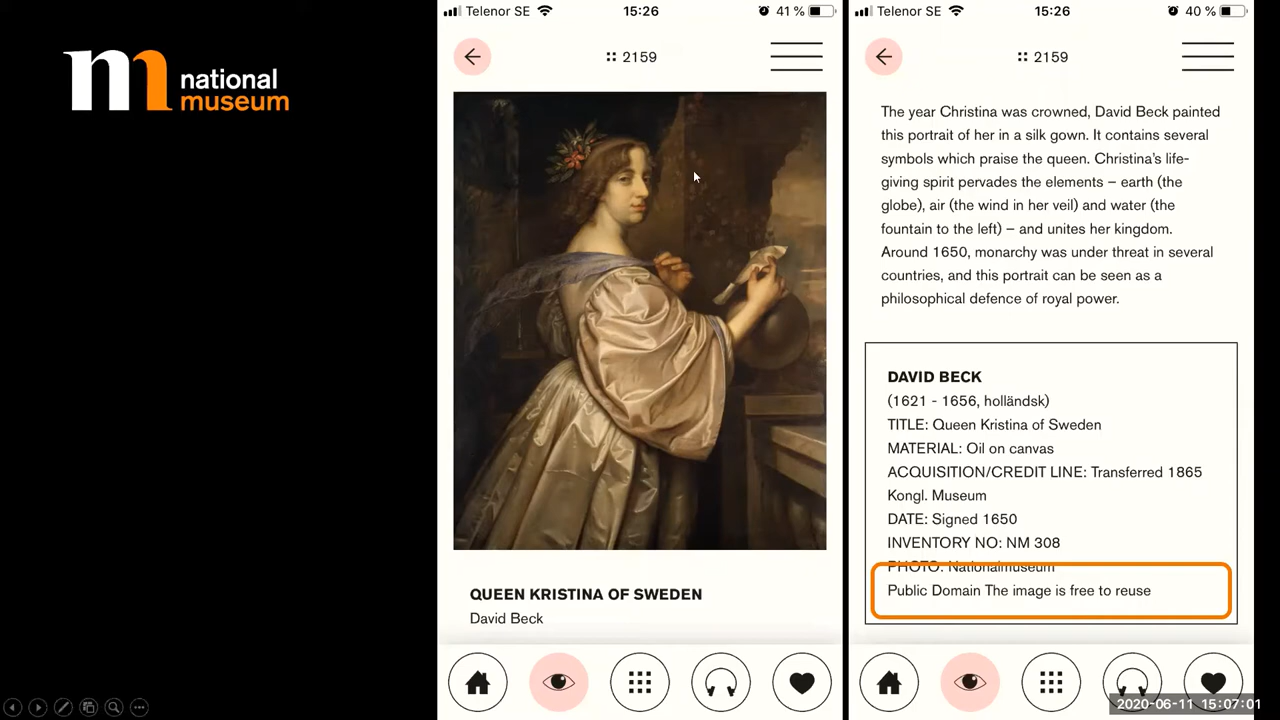 m national
museum
Telenor SE 15:26 41 %
2159
QUEEN KRISTINA OF SWEDEN
David Beck
Telenor SE 15:26 40 %
2159
The year Christina was crowned, David Beck painted
this portrait of her in a silk gown. It contains several
symbols which praise the queen. Christina’s life-
giving spirit pervades the elements – earth (the
globe), air (the wind in her veil) and water (the
fountain to the left) – and unites her kingdom.
Around 1650, monarchy was under threat in several
countries, and this portrait can be seen as a
philosophical defence of royal power.
DAVID BECK
(1621 - 1656, holländsk)
TITLE: Queen Kristina of Sweden
MATERIAL: Oil on canvas
ACQUISITION/CREDIT LINE: Transferred 1865
Kongl. Museum
DATE: Signed 1650
INVENTORY NO: NM 308
PHOTO: Nationalmuseum
Public Domain The image is free to reuse
2020-06-11 15:07:01